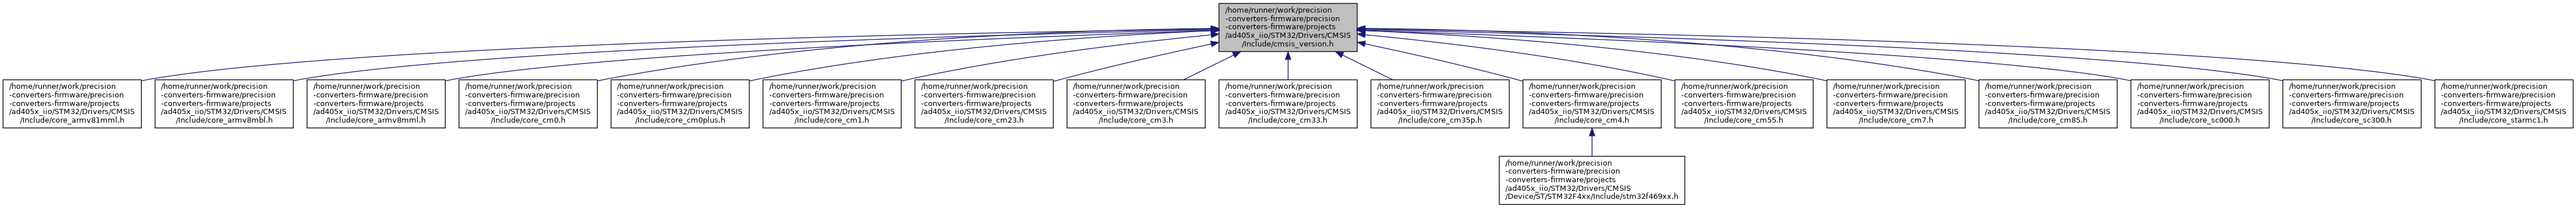 /home/runner/work/precision
-converters-firmware/precision
-converters-firmware/projects
/ad405x_iio/STM32/Drivers/CMSIS
/Include/cmsis_version.h
/home/runner/work/precision
-converters-firmware/precision
-converters-firmware/projects
/ad405x_iio/STM32/Drivers/CMSIS
/Include/core_armv81mml.h
/home/runner/work/precision
-converters-firmware/precision
-converters-firmware/projects
/ad405x_iio/STM32/Drivers/CMSIS
/Include/core_armv8mbl.h
/home/runner/work/precision
-converters-firmware/precision
-converters-firmware/projects
/ad405x_iio/STM32/Drivers/CMSIS
/Include/core_armv8mml.h
/home/runner/work/precision
-converters-firmware/precision
-converters-firmware/projects
/ad405x_iio/STM32/Drivers/CMSIS
/Include/core_cm0.h
/home/runner/work/precision
-converters-firmware/precision
-converters-firmware/projects
/ad405x_iio/STM32/Drivers/CMSIS
/Include/core_cm0plus.h
/home/runner/work/precision
-converters-firmware/precision
-converters-firmware/projects
/ad405x_iio/STM32/Drivers/CMSIS
/Include/core_cm1.h
/home/runner/work/precision
-converters-firmware/precision
-converters-firmware/projects
/ad405x_iio/STM32/Drivers/CMSIS
/Include/core_cm23.h
/home/runner/work/precision
-converters-firmware/precision
-converters-firmware/projects
/ad405x_iio/STM32/Drivers/CMSIS
/Include/core_cm3.h
/home/runner/work/precision
-converters-firmware/precision
-converters-firmware/projects
/ad405x_iio/STM32/Drivers/CMSIS
/Include/core_cm33.h
/home/runner/work/precision
-converters-firmware/precision
-converters-firmware/projects
/ad405x_iio/STM32/Drivers/CMSIS
/Include/core_cm35p.h
/home/runner/work/precision
-converters-firmware/precision
-converters-firmware/projects
/ad405x_iio/STM32/Drivers/CMSIS
/Include/core_cm4.h
/home/runner/work/precision
-converters-firmware/precision
-converters-firmware/projects
/ad405x_iio/STM32/Drivers/CMSIS
/Include/core_cm55.h
/home/runner/work/precision
-converters-firmware/precision
-converters-firmware/projects
/ad405x_iio/STM32/Drivers/CMSIS
/Include/core_cm7.h
/home/runner/work/precision
-converters-firmware/precision
-converters-firmware/projects
/ad405x_iio/STM32/Drivers/CMSIS
/Include/core_cm85.h
/home/runner/work/precision
-converters-firmware/precision
-converters-firmware/projects
/ad405x_iio/STM32/Drivers/CMSIS
/Include/core_sc000.h
/home/runner/work/precision
-converters-firmware/precision
-converters-firmware/projects
/ad405x_iio/STM32/Drivers/CMSIS
/Include/core_sc300.h
/home/runner/work/precision
-converters-firmware/precision
-converters-firmware/projects
/ad405x_iio/STM32/Drivers/CMSIS
/Include/core_starmc1.h
/home/runner/work/precision
-converters-firmware/precision
-converters-firmware/projects
/ad405x_iio/STM32/Drivers/CMSIS
/Device/ST/STM32F4xx/Include/stm32f469xx.h